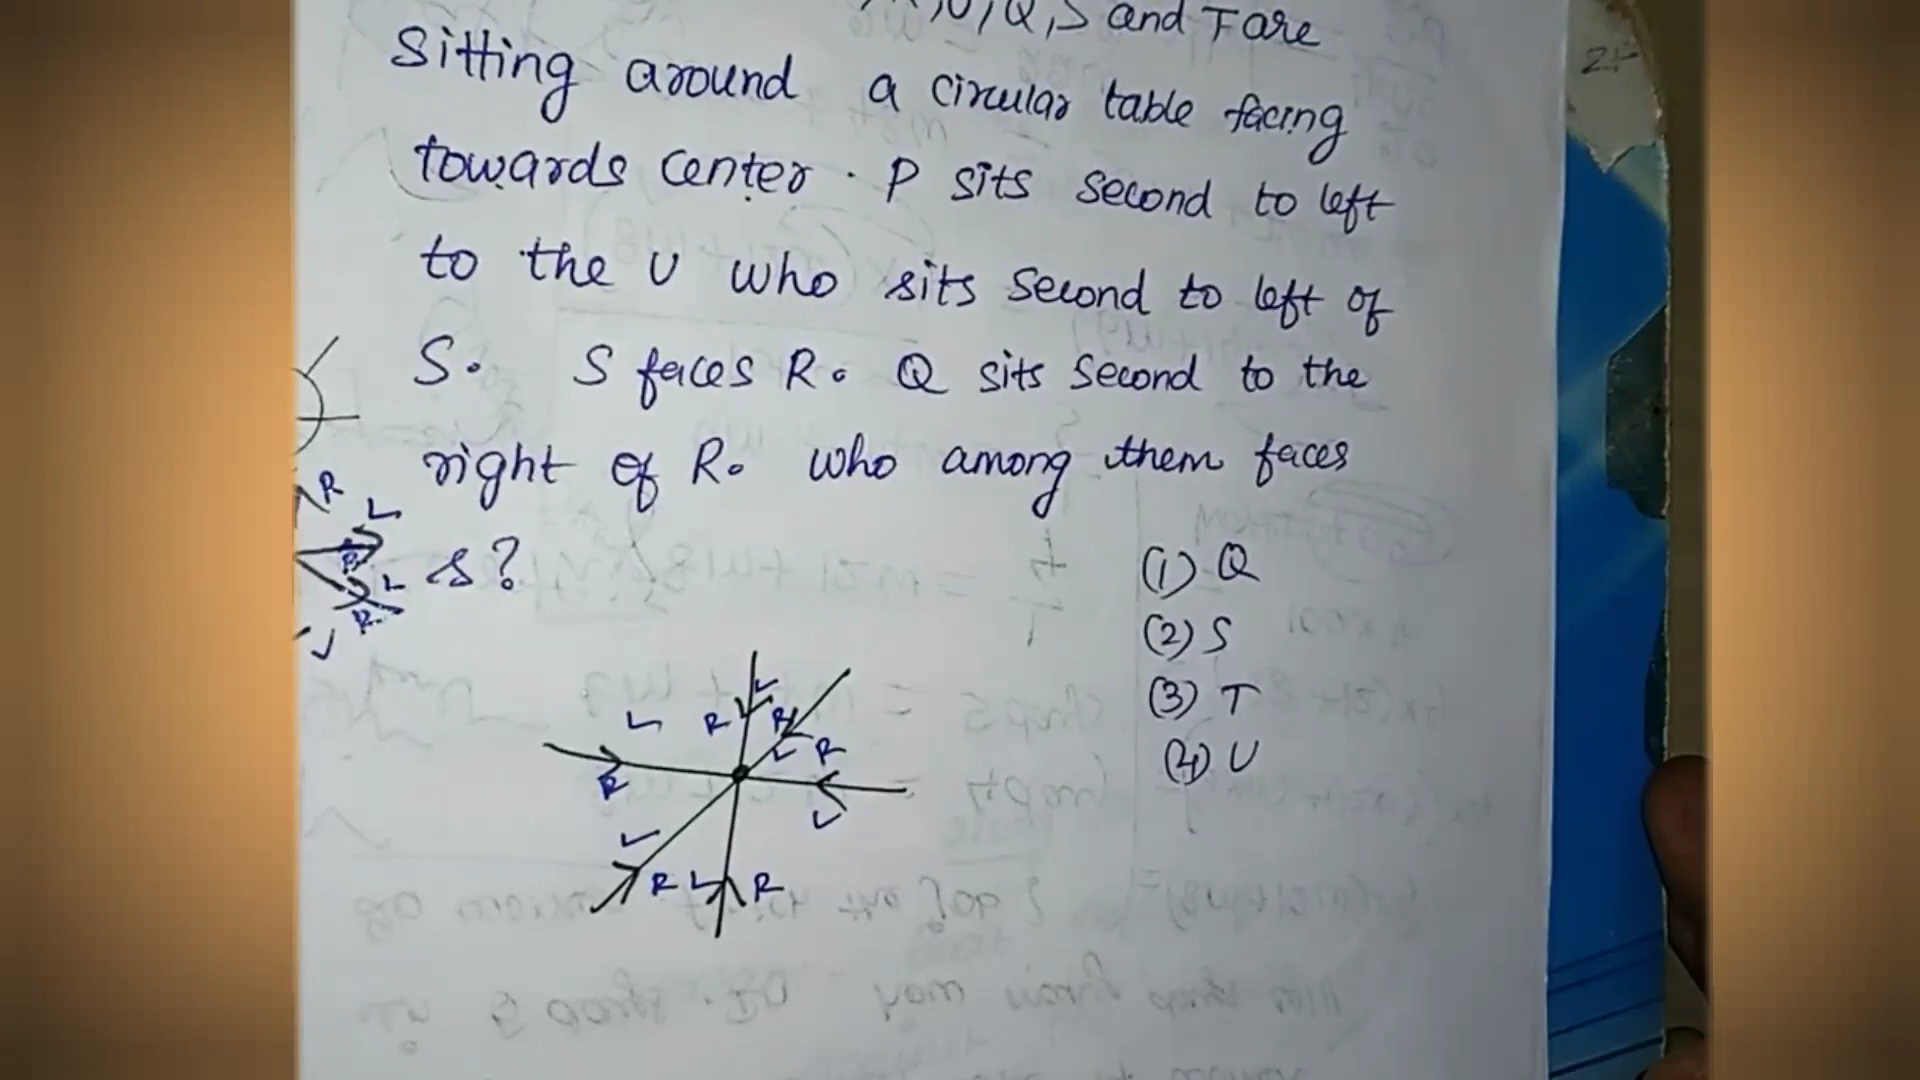 U, Q, S and T are
Sitting around a circular table facing
towards center. P sits second to left
to the U who sits second to left of
S. S faces R. Q sits second to the
right of R. who among them faces
s?
(1) Q
(2) S
(3) T
(4) U
R
L
R
L
R
L
L R
R L
R
R
L
L
R L R